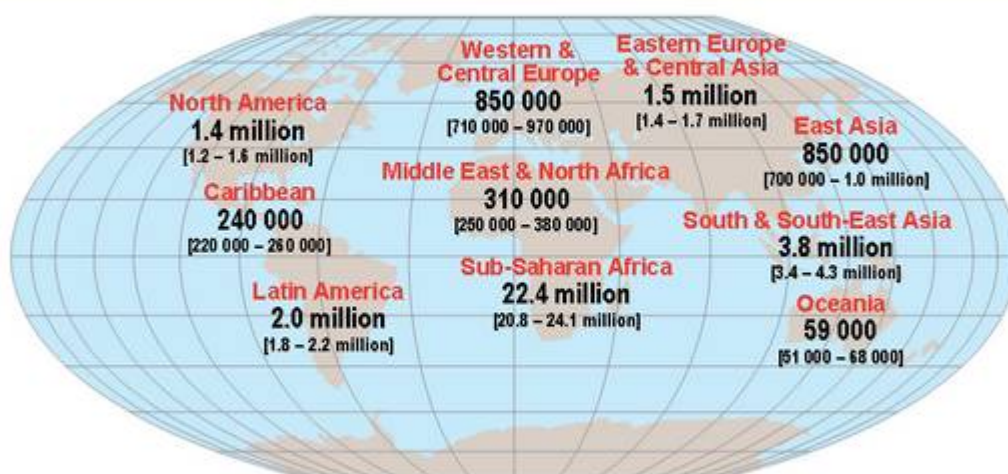 Western &
Central Europe
850 000
[710 000 – 970 000]
Eastern Europe
& Central Asia
1.5 million
[1.4 – 1.7 million]
North America
1.4 million
[1.2 – 1.6 million]
East Asia
850 000
[700 000 – 1.0 million]
Middle East & North Africa
310 000
[250 000 – 380 000]
Caribbean
240 000
[220 000 – 260 000]
South & South-East Asia
3.8 million
[3.4 – 4.3 million]
Sub-Saharan Africa
22.4 million
[20.8 – 24.1 million]
Latin America
2.0 million
[1.8 – 2.2 million]
Oceania
59 000
[51 000 – 68 000]